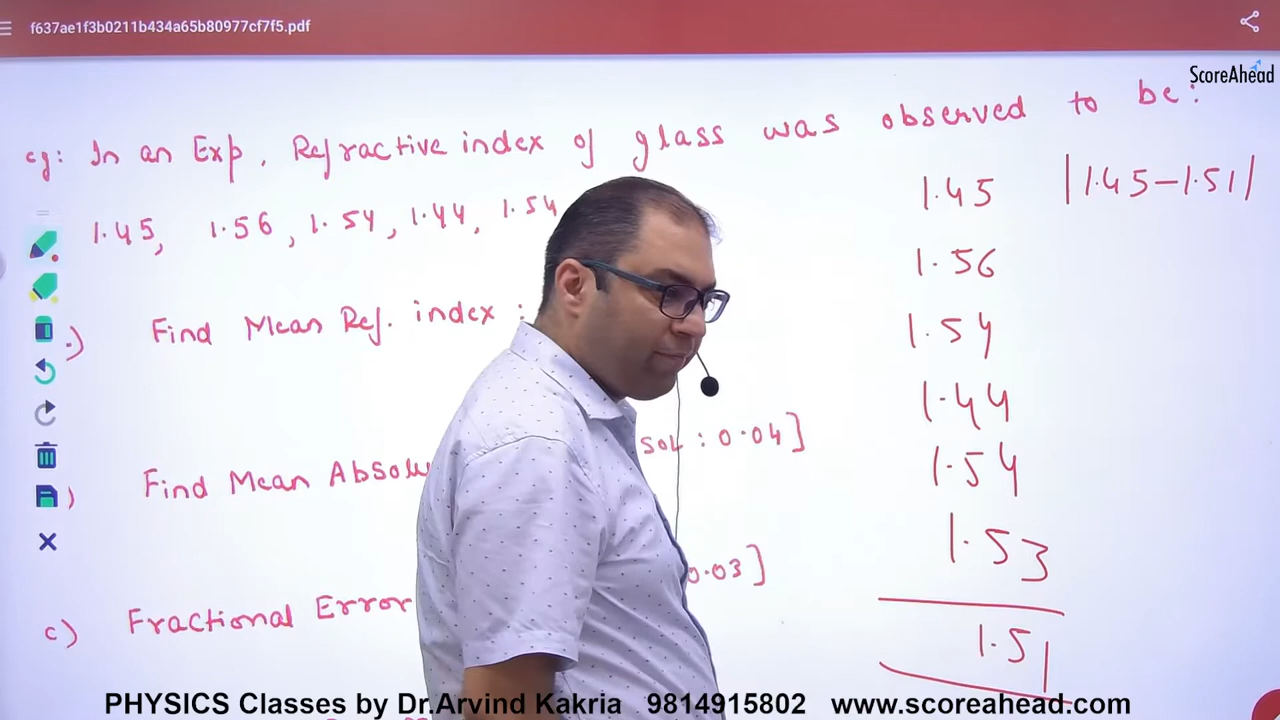 f637ae1f3b0211b434a65b80977cf7f5.pdf
ScoreAhead
eg: In an Exp, Refractive index of glass was observed to be:
1.45, 1.56, 1.54, 1.44, 1.54
.) Find Mean Ref. index :
) Find Mean Absolu
SOL : 0.04]
c) Fractional Error
0.03]
1.45 |1.45-1.51|
1.56
1.54
1.44
1.54
1.53
1.51
PHYSICS Classes by Dr.Arvind Kakria 9814915802 www.scoreahead.com